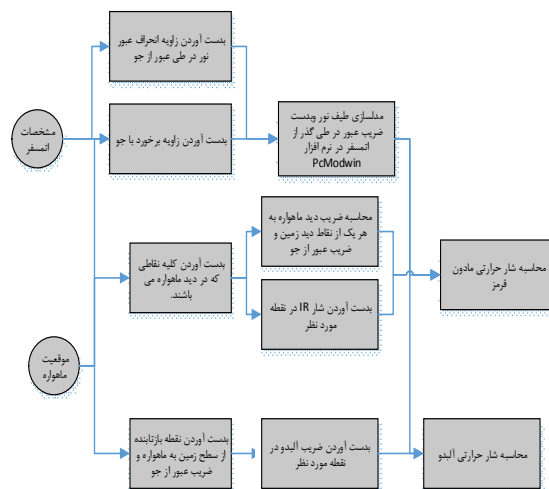 بدست آوردن زاویه انحراف عبور
نور در طی عبور از جو
مشخصات
اتمسفر
بدست آوردن زاویه برخورد با جو
مدلسازی طیف نور وبدست
ضریب عبور در طی گذر از
اتمسفر در نرم افزار
PcModwin
محاسبه ضریب دید ماهواره به
هر یک از نقاط دید زمین و
ضریب عبور از جو
بدست آوردن کلیه نقاطی
که در دید ماهواره می
باشند.
محاسبه شار حرارتی مادون
قرمز
بدست آوردن شار IR در نقطه
مورد نظر
موقعیت
ماهواره
بدست آوردن نقطه بازتابنده
از سطح زمین به ماهواره و
ضریب عبور از جو
بدست آوردن ضریب آلبدو در
نقطه مورد نظر
محاسبه شار حرارتی آلبدو